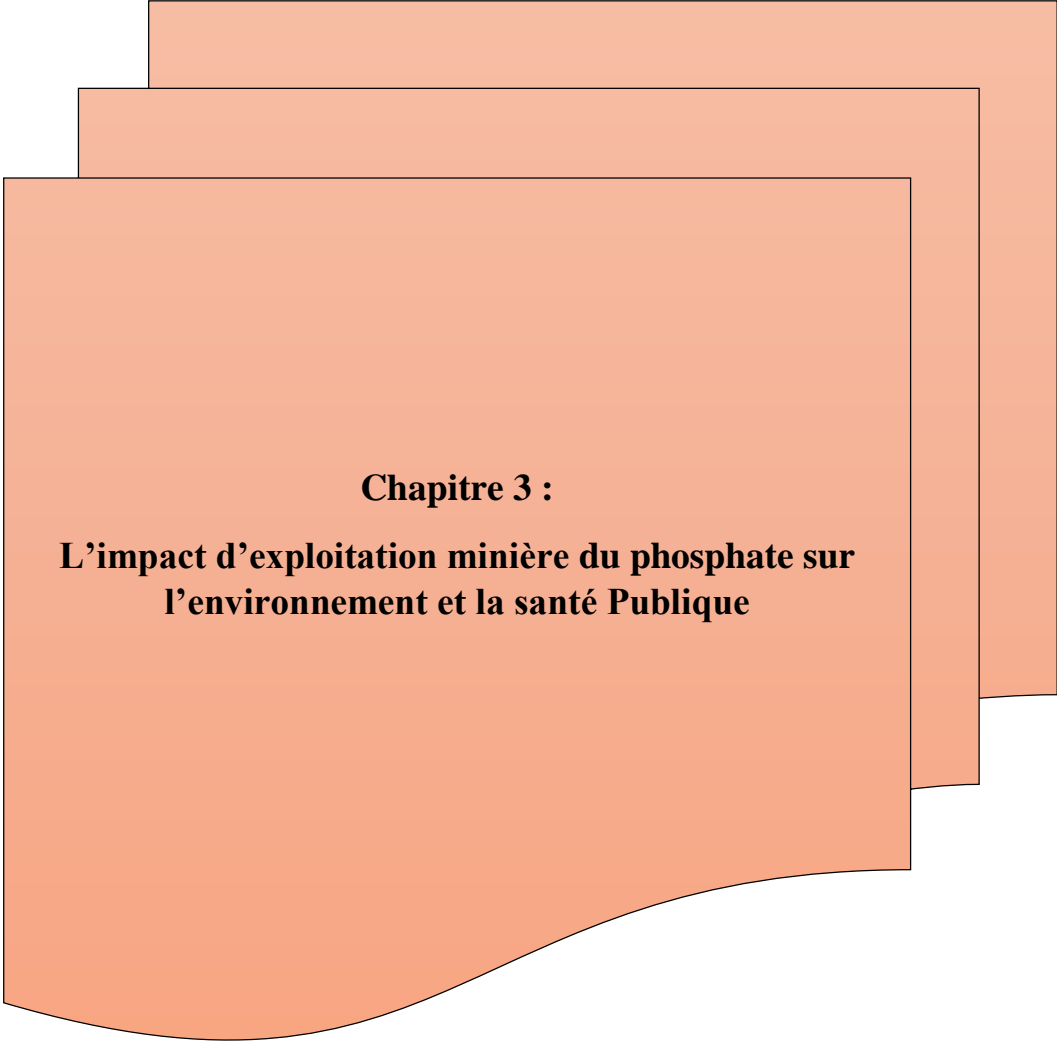 Chapitre 3 :
L’impact d’exploitation minière du phosphate sur
l’environnement et la santé Publique